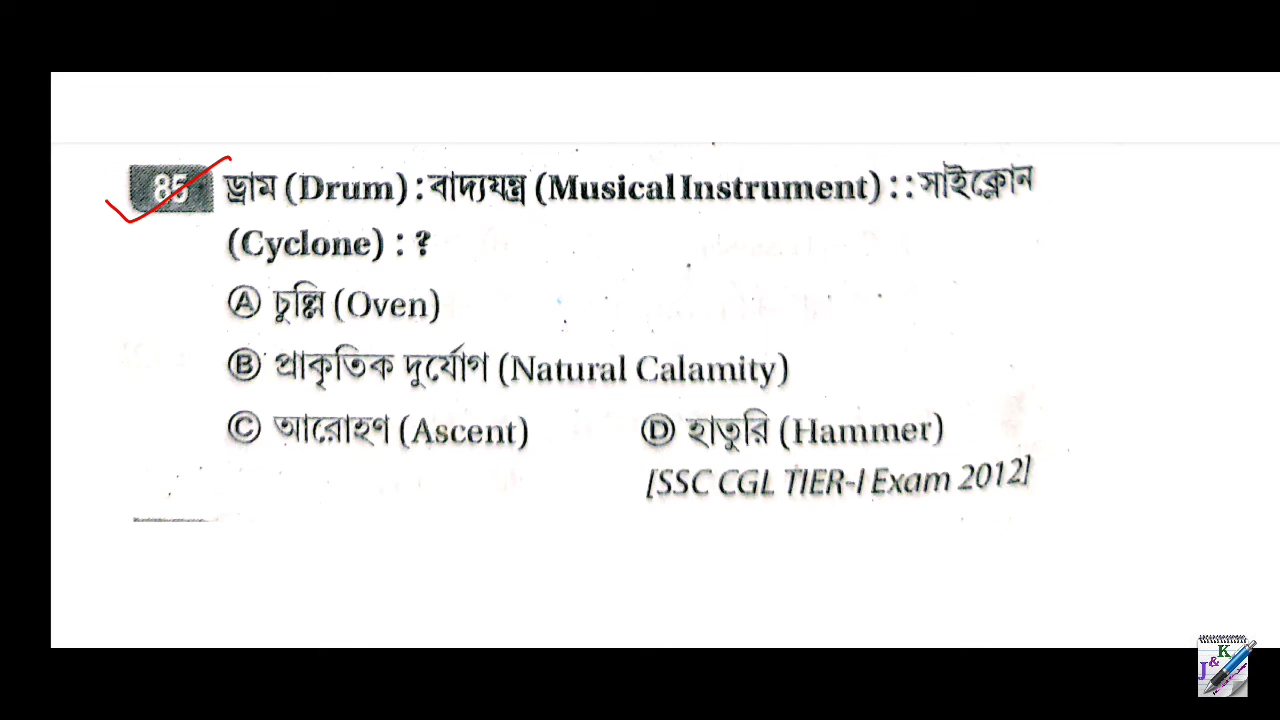 85 ড্রাম (Drum) : বাদ্যযন্ত্র (Musical Instrument) : : সাইক্লোন
(Cyclone) : ?
Ⓐ চুল্লি (Oven)
Ⓑ প্রাকৃতিক দুর্যোগ (Natural Calamity)
Ⓒ আরোহণ (Ascent) Ⓓ হাতুরি (Hammer)
[SSC CGL TIER-I Exam 2012]
J & K